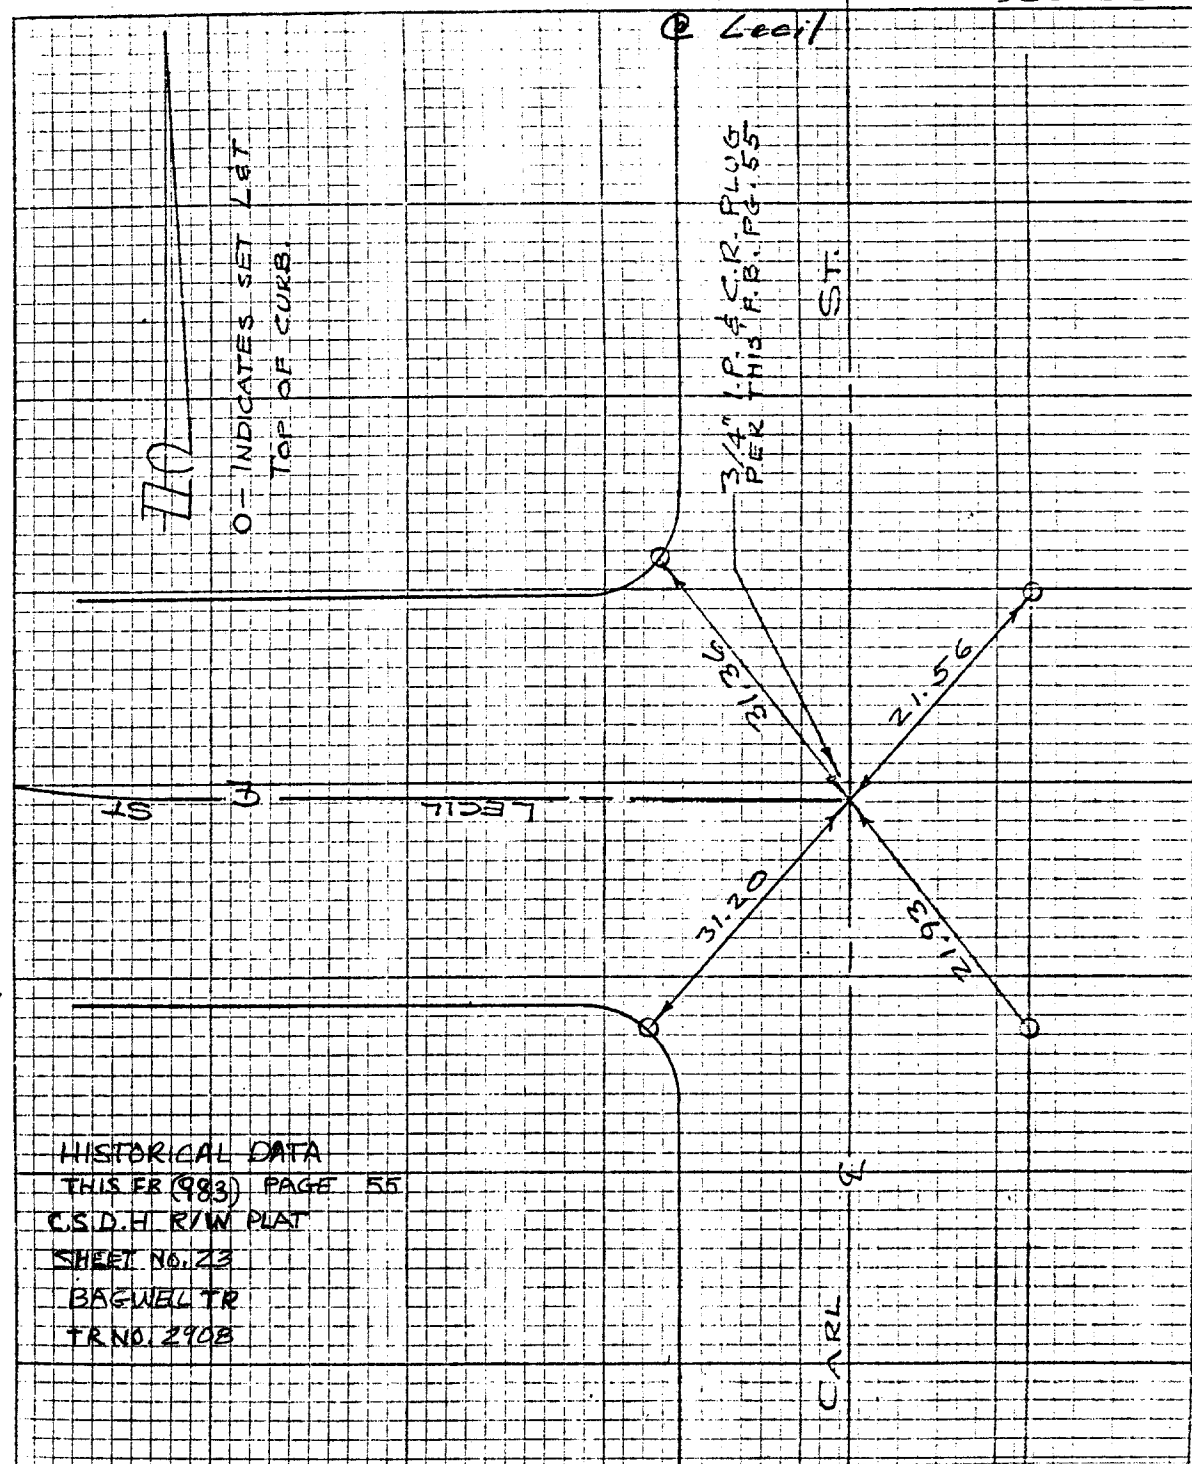 @ Lecil
O- INDICATES SET L&T
TOP OF CURB.
3/4" I.P. & C.R. PLUG
PER THIS F.B. PG. 55
ST.
31.35
21.56
LECIL
℄
ST
31.20
21.93
℄
CARL
HISTORICAL DATA
THIS FB (983) PAGE 55
C.S.D.H. R/W PLAT
SHEET NO. 23
BAGWELL TR
TR NO. 2908